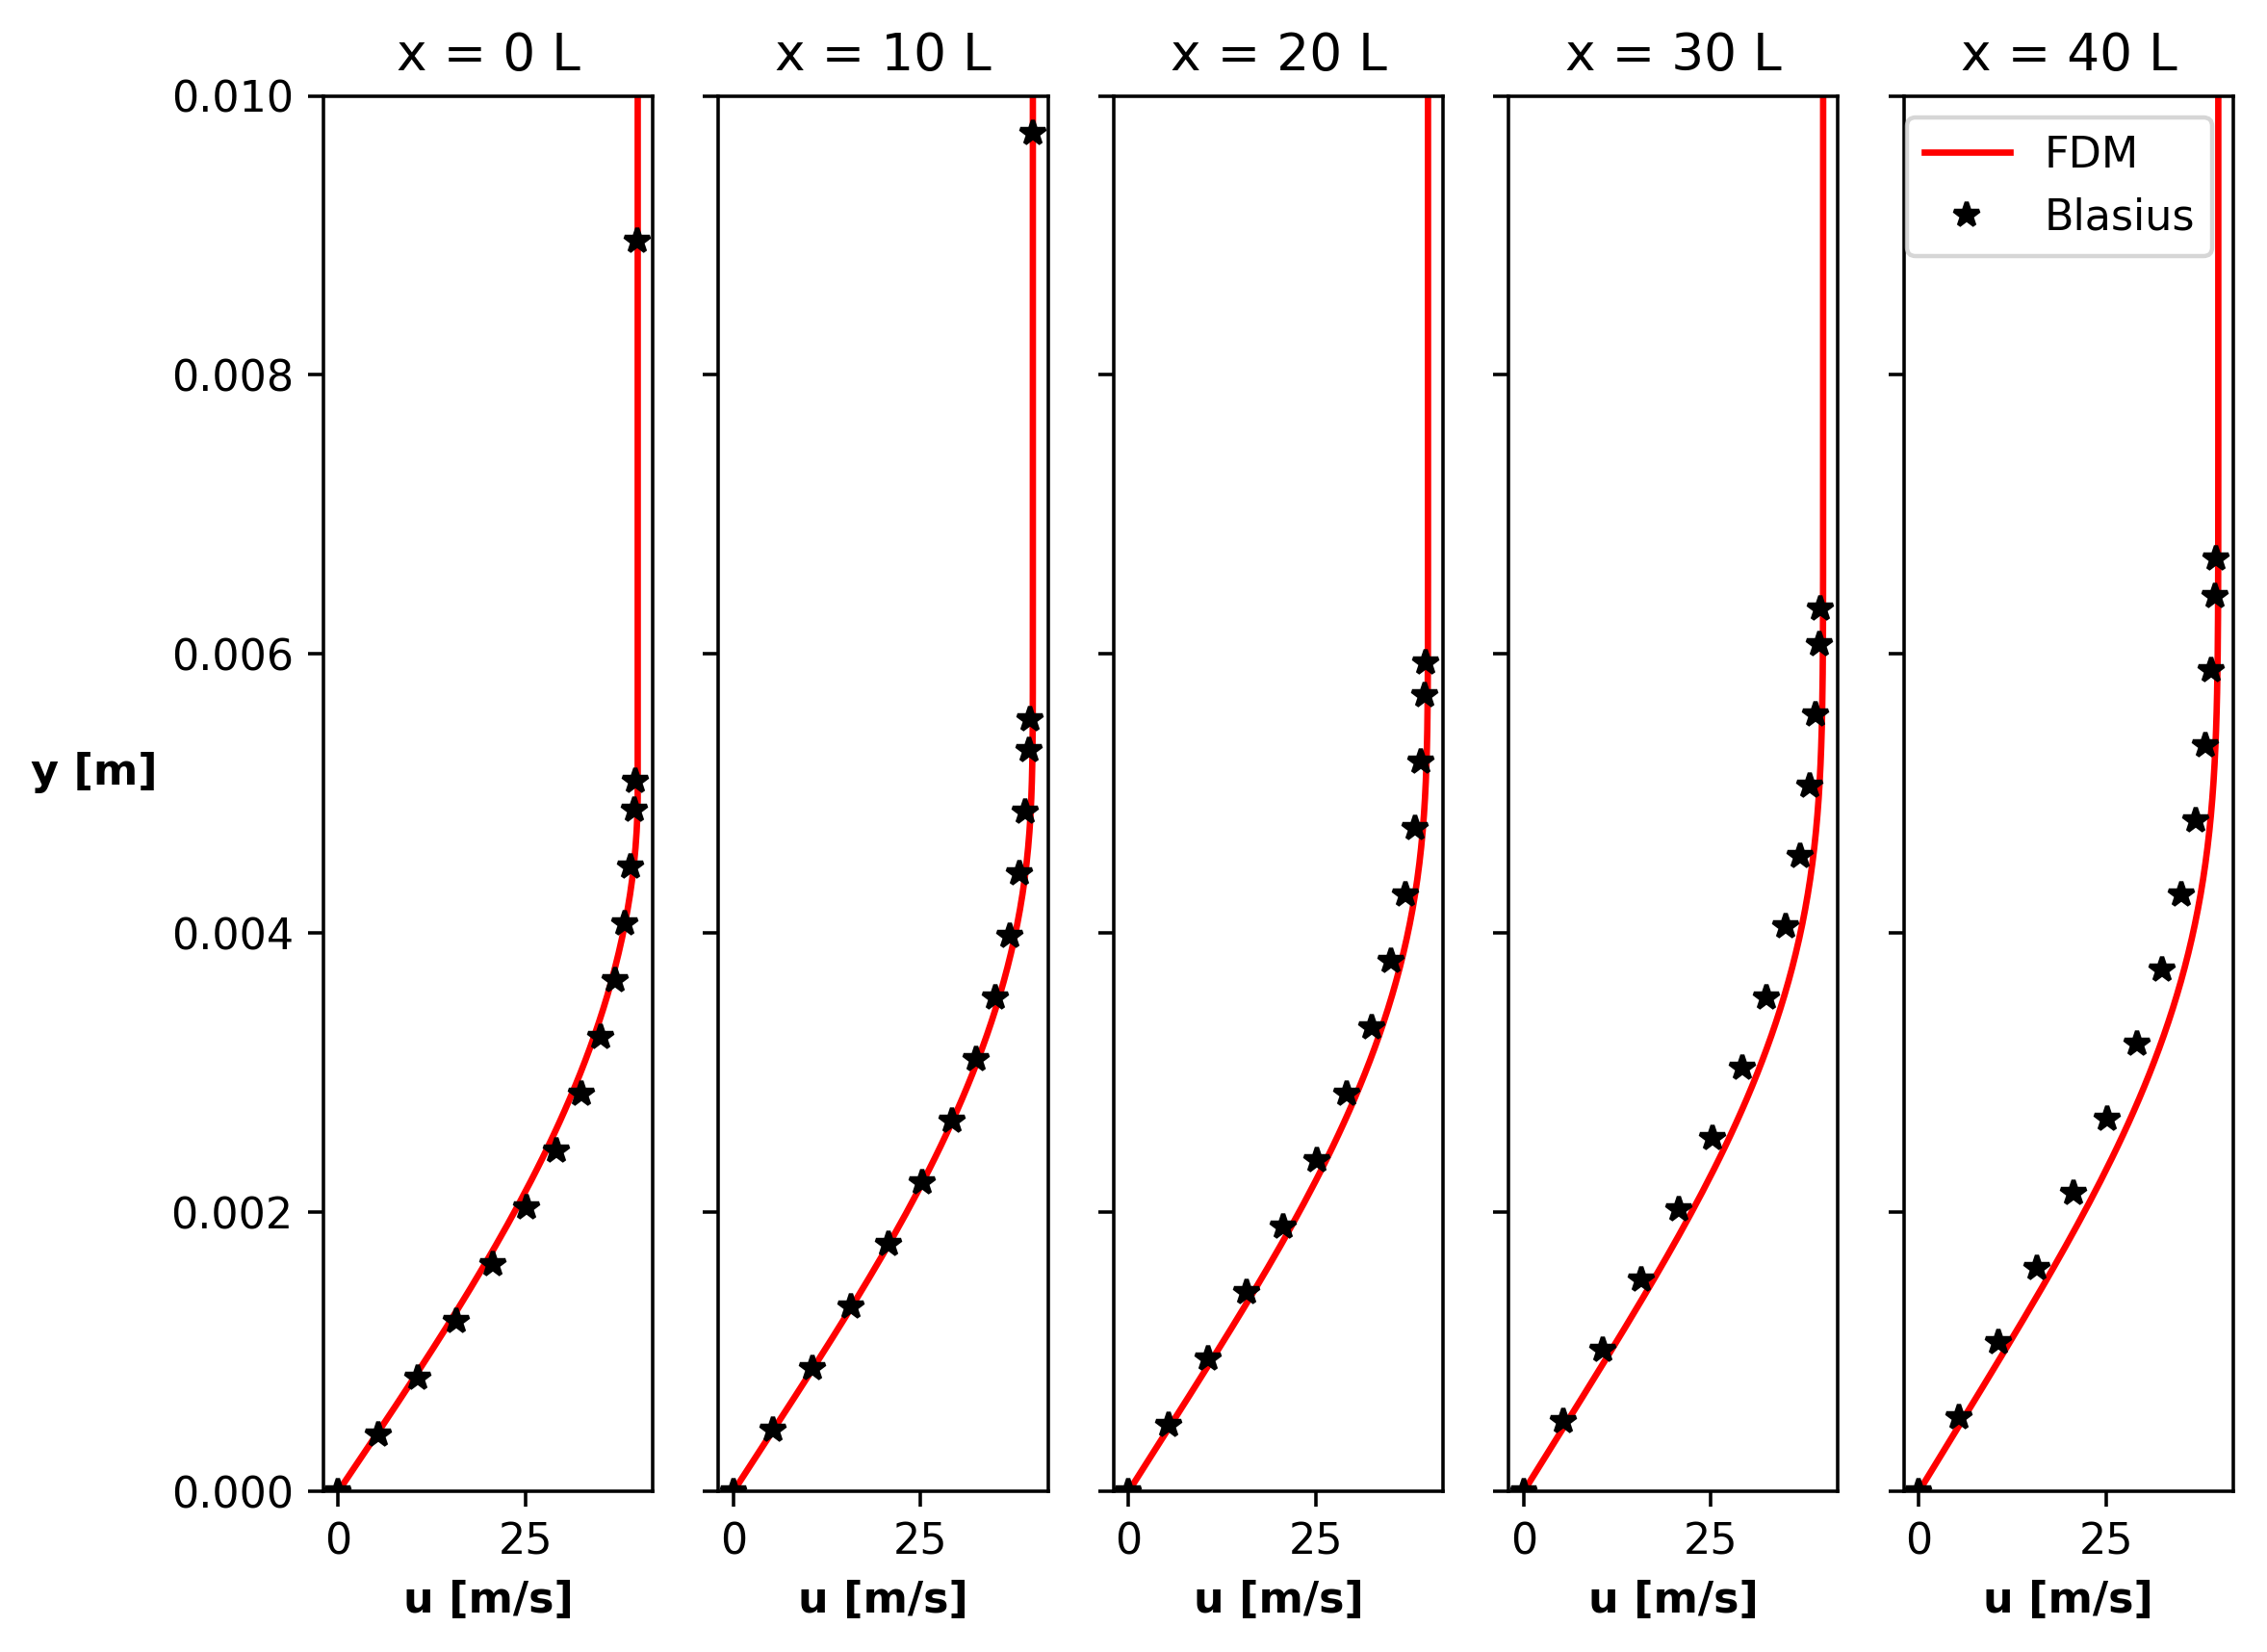 x = 0 L
x = 10 L
x = 20 L
x = 30 L
x = 40 L
0.010
0.008
0.006
0.004
0.002
0.000
y [m]
FDM
Blasius
0 25
0 25
0 25
0 25
0 25
u [m/s]
u [m/s]
u [m/s]
u [m/s]
u [m/s]